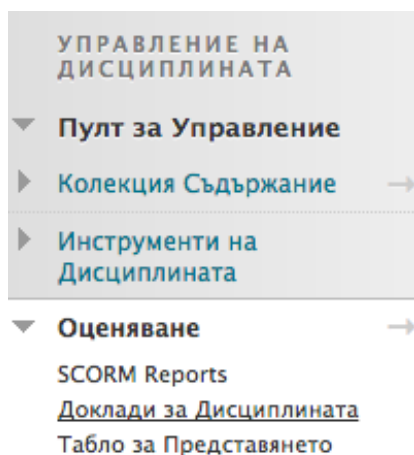 УПРАВЛЕНИЕ НА
ДИСЦИПЛИНАТА
Пулт за Управление
Колекция Съдържание
Инструменти на
Дисциплината
Оценяване
SCORM Reports
Доклади за Дисциплината
Табло за Представянето